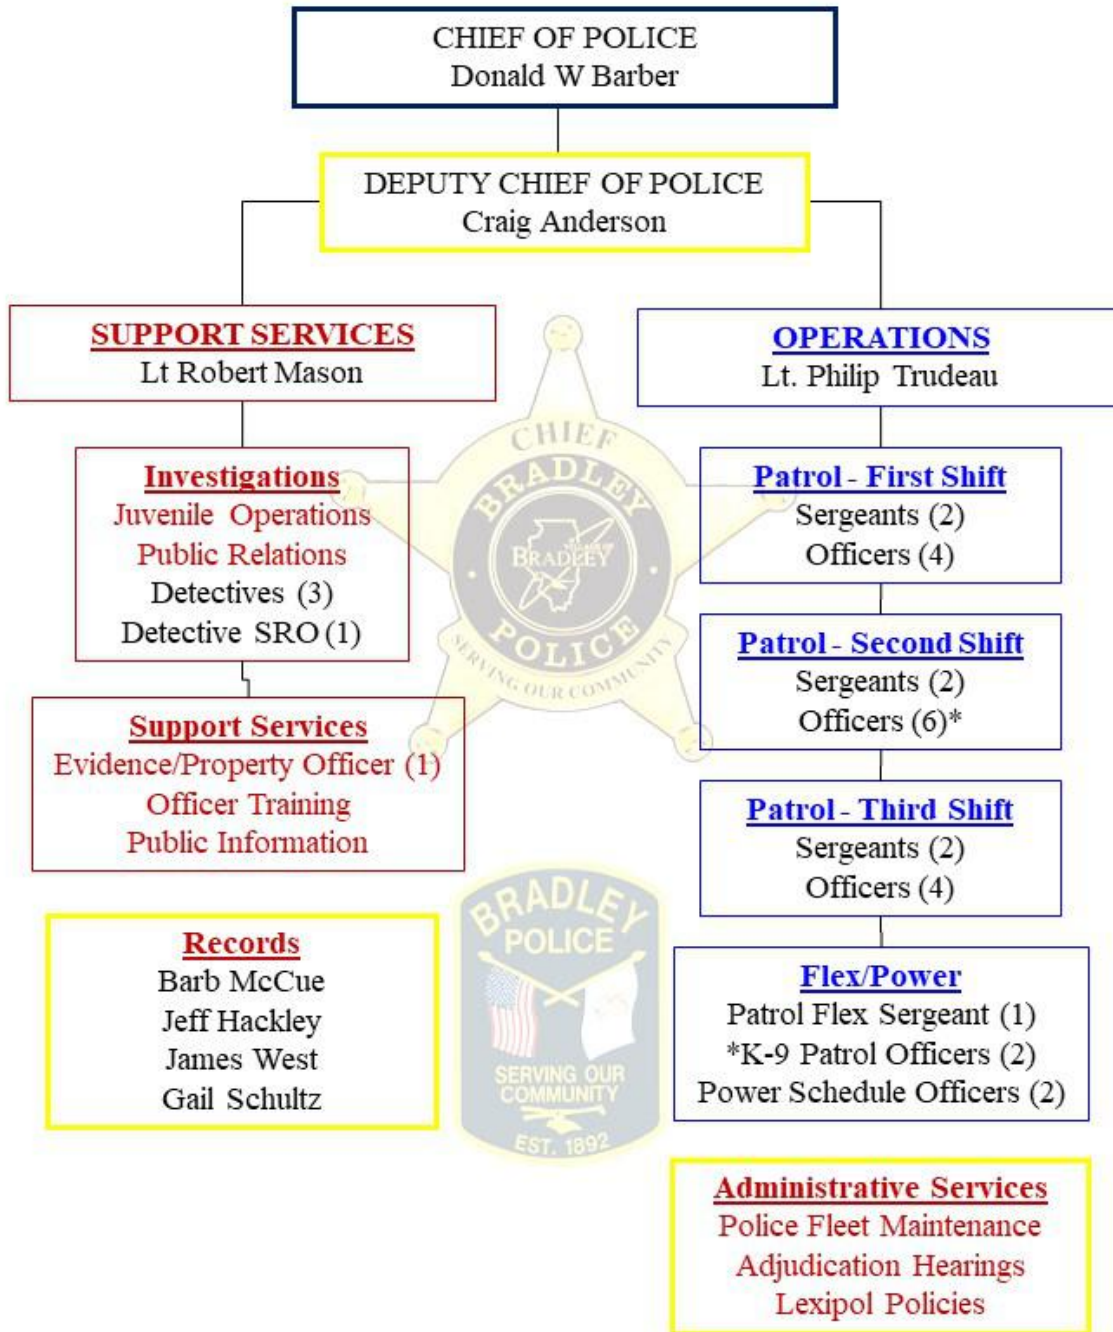 CHIEF OF POLICE
Donald W Barber
DEPUTY CHIEF OF POLICE
Craig Anderson
SUPPORT SERVICES
Lt Robert Mason
Investigations
Juvenile Operations
Public Relations
Detectives (3)
Detective SRO (1)
Support Services
Evidence/Property Officer (1)
Officer Training
Public Information
Records
Barb McCue
Jeff Hackley
James West
Gail Schultz
OPERATIONS
Lt. Philip Trudeau
Patrol - First Shift
Sergeants (2)
Officers (4)
Patrol - Second Shift
Sergeants (2)
Officers (6)*
Patrol - Third Shift
Sergeants (2)
Officers (4)
Flex/Power
Patrol Flex Sergeant (1)
*K-9 Patrol Officers (2)
Power Schedule Officers (2)
Administrative Services
Police Fleet Maintenance
Adjudication Hearings
Lexipol Policies
CHIEF
BRADLEY
BRADLEY
POLICE
SERVING OUR COMMUNITY
BRADLEY
POLICE
SERVING OUR
COMMUNITY
EST. 1892